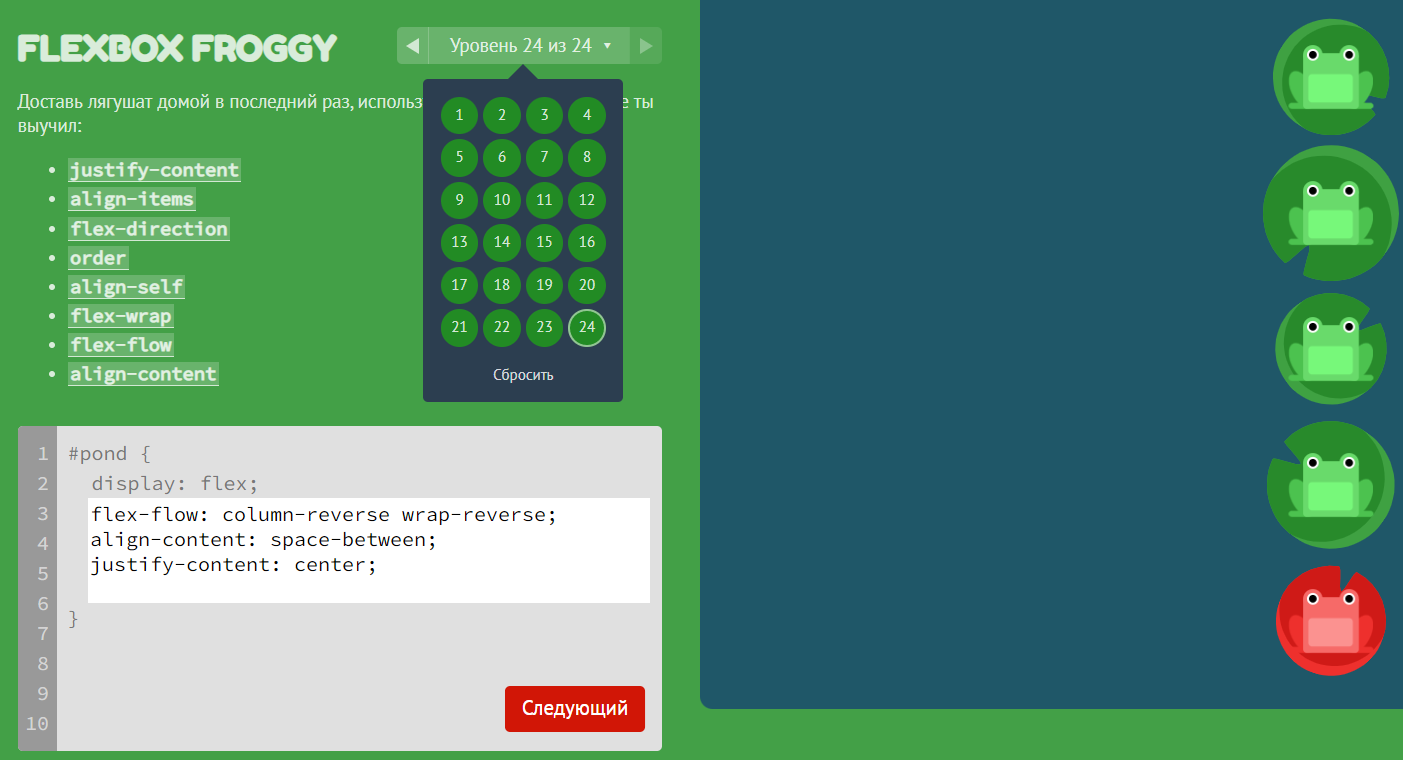 FLEXBOX FROGGY
Уровень 24 из 24
Доставь лягушат домой в последний раз, использ е ты
выучил:
justify-content
align-items
flex-direction
order
align-self
flex-wrap
flex-flow
align-content
1 2 3 4
5 6 7 8
9 10 11 12
13 14 15 16
17 18 19 20
21 22 23 24
Сбросить
1 #pond {
2 display: flex;
3 flex-flow: column-reverse wrap-reverse;
4 align-content: space-between;
5 justify-content: center;
6 }
7
8
9
10
Следующий